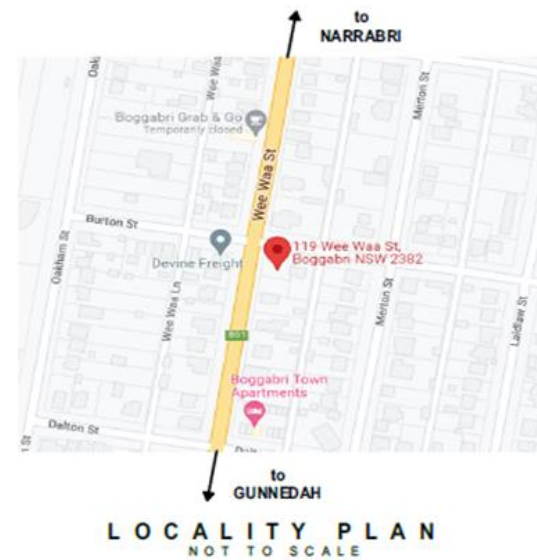 to
NARRABRI
Oak
Wee Waa
Merton St
Boggabri Grab & Go
Temporarily closed
Wee Waa St
Burton St
Devine Freight
119 Wee Waa St,
Boggabri NSW 2382
Oakham St
Wee Waa Ln
Merton St
Laidlaw St
B51
Boggabri Town
Apartments
Dalton St
Dal
n St
to
GUNNEDAH
LOCALITY PLAN
NOT TO SCALE